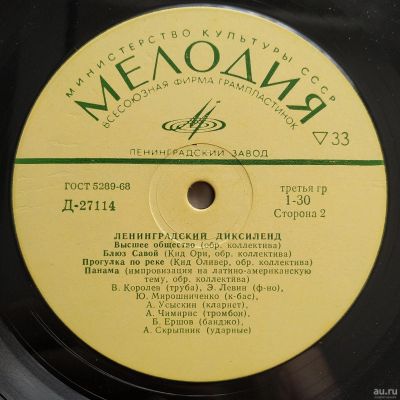 МИНИСТЕРСТВО КУЛЬТУРЫ СССР
МЕЛОДИЯ
ВСЕСОЮЗНАЯ ФИРМА ГРАМПЛАСТИНОК
ЛЕНИНГРАДСКИЙ ЗАВОД
▽33
ГОСТ 5289-68
Д-27114
третья гр
1-30
Сторона 2
ЛЕНИНГРАДСКИЙ ДИКСИЛЕНД
Высшее общество (обр. коллектива)
Блюз Савой (Кид Ори, обр. коллектива)
Прогулка по реке (Кид Оливер, обр. коллектива)
Панама (импровизация на латино-американскую
тему, обр. коллектива)
В. Королев (труба), Э. Левин (ф-но),
Ю. Мирошниченко (к-бас),
А. Усыскин (кларнет),
А. Чимирис (тромбон),
Б. Ершов (банджо),
А. Скрыпник (ударные)
au.ru